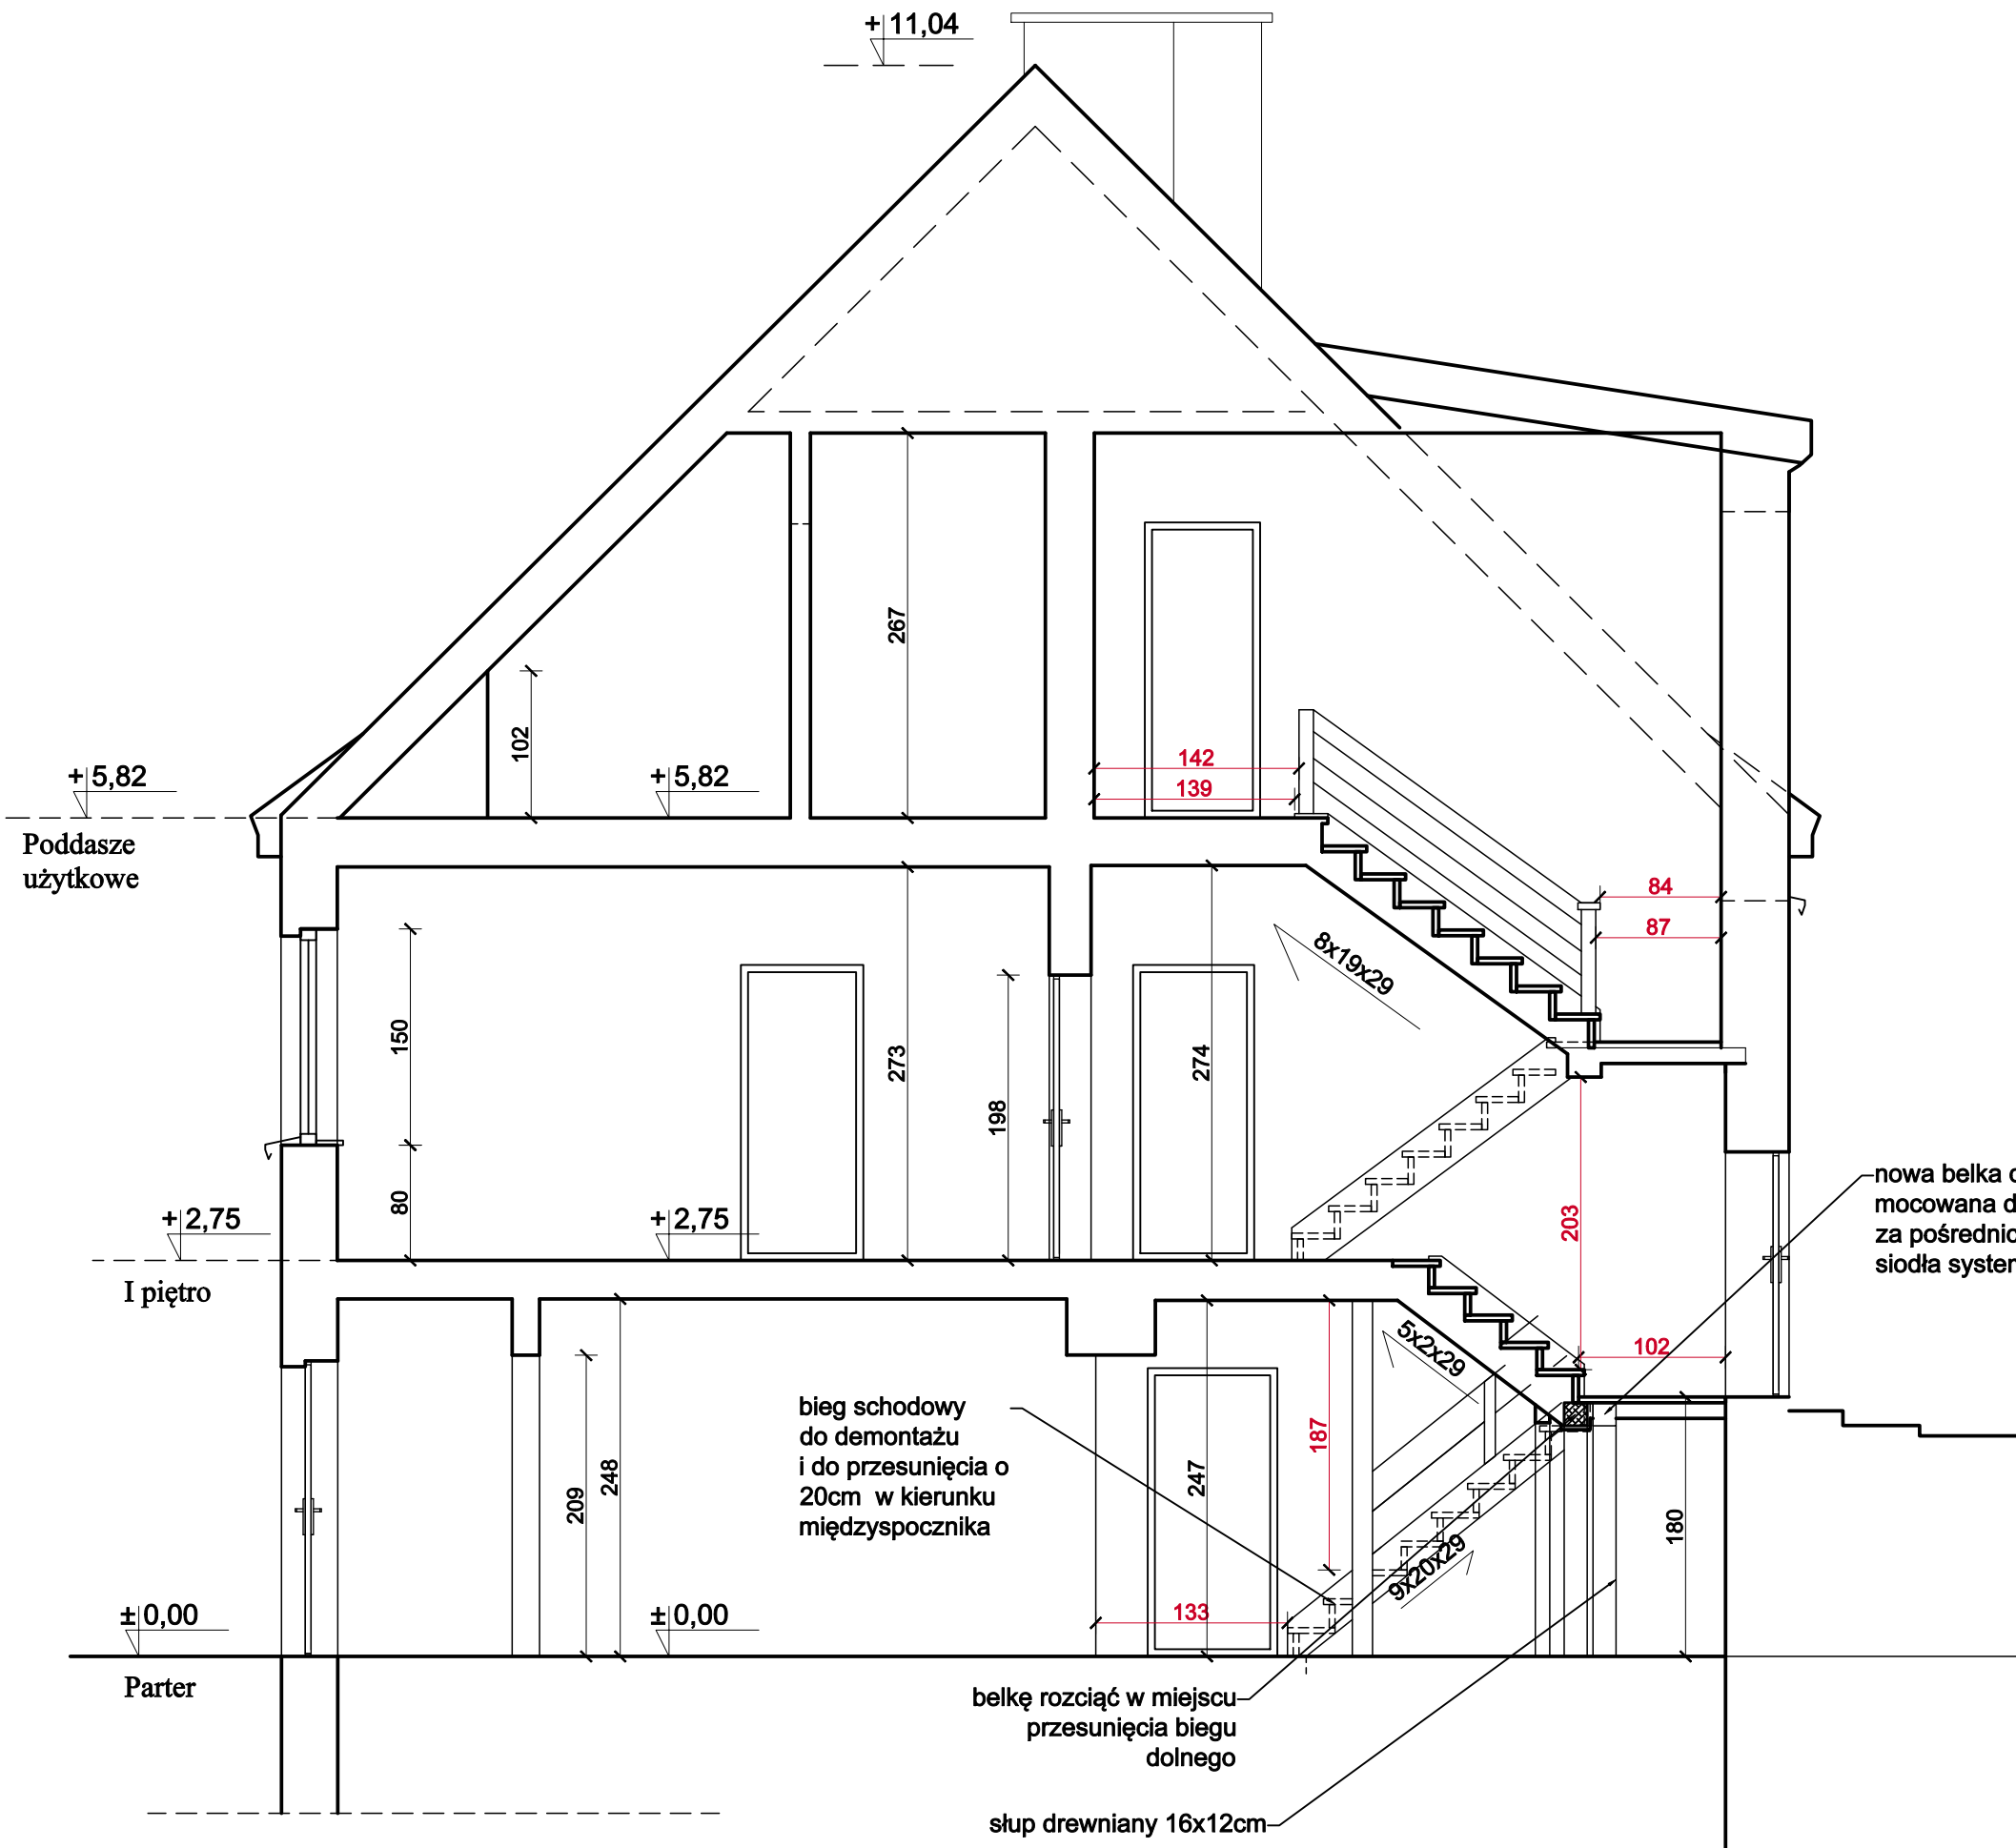 +11,04
267
102
142
139
+5,82
+5,82
Poddasze
użytkowe
84
87
8x19x29
150
273
198
274
80
203
nowa belka
mocowana
za
siodła
+2,75
+2,75
I piętro
5x2x29
102
bieg schodowy
do demontażu
i do przesunięcia o
20cm w kierunku
międzyspocznika
187
209
248
247
180
9x20x29
133
±0,00
±0,00
Parter
belkę rozciąć w miejscu
przesunięcia biegu
dolnego
słup drewniany 16x12cm